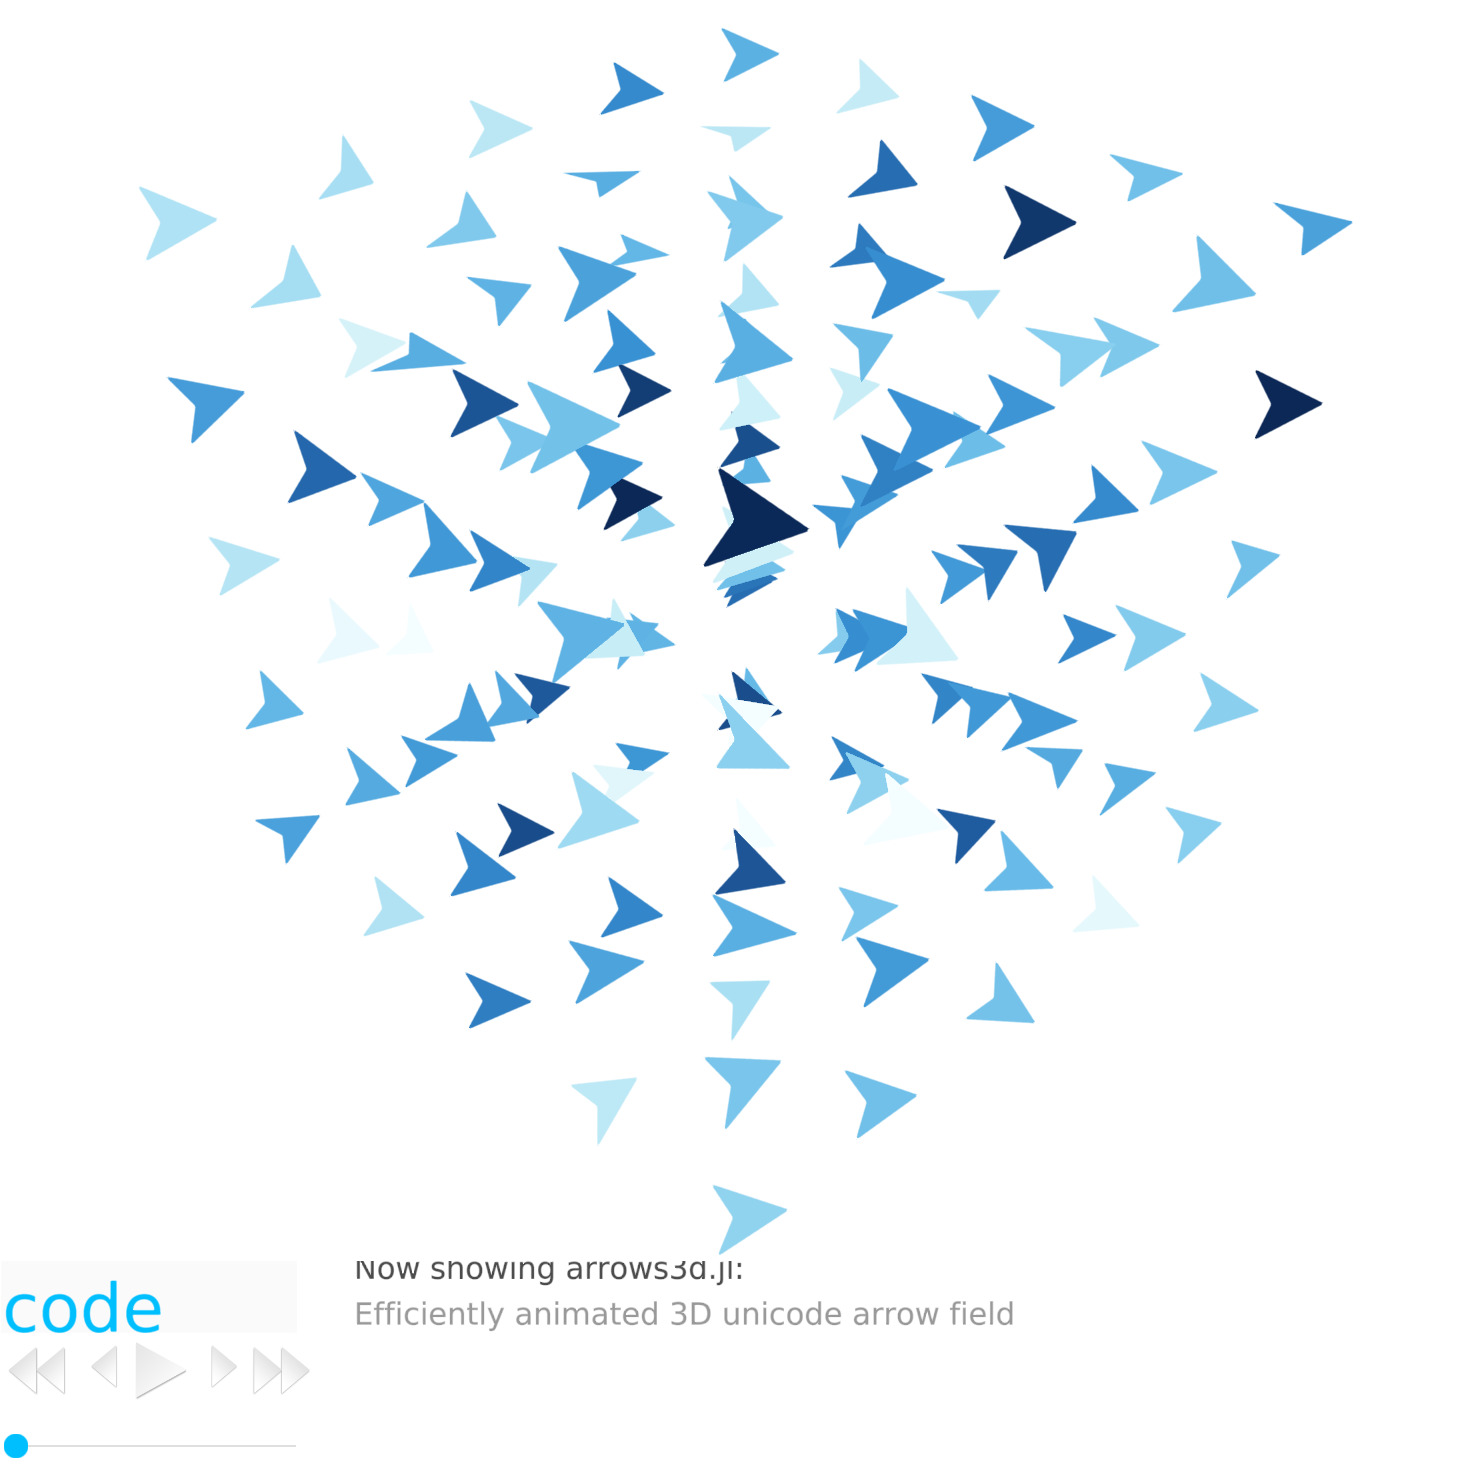 Now showing arrows3d.jl:
code
Efficiently animated 3D unicode arrow field